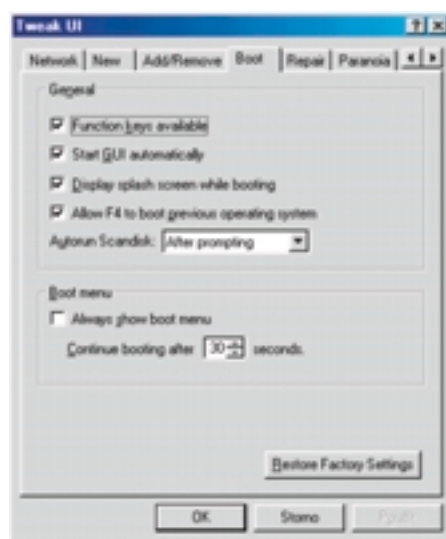 Tweak UI
Network New Add/Remove Boot Repair Paranoia
General
Function keys available
Start GUI automatically
Display splash screen while booting
Allow F4 to boot previous operating system
Autorun Scandisk: After prompting
Boot menu
Always show boot menu
Continue booting after 30 seconds.
Restore Factory Settings
OK Storno Použít